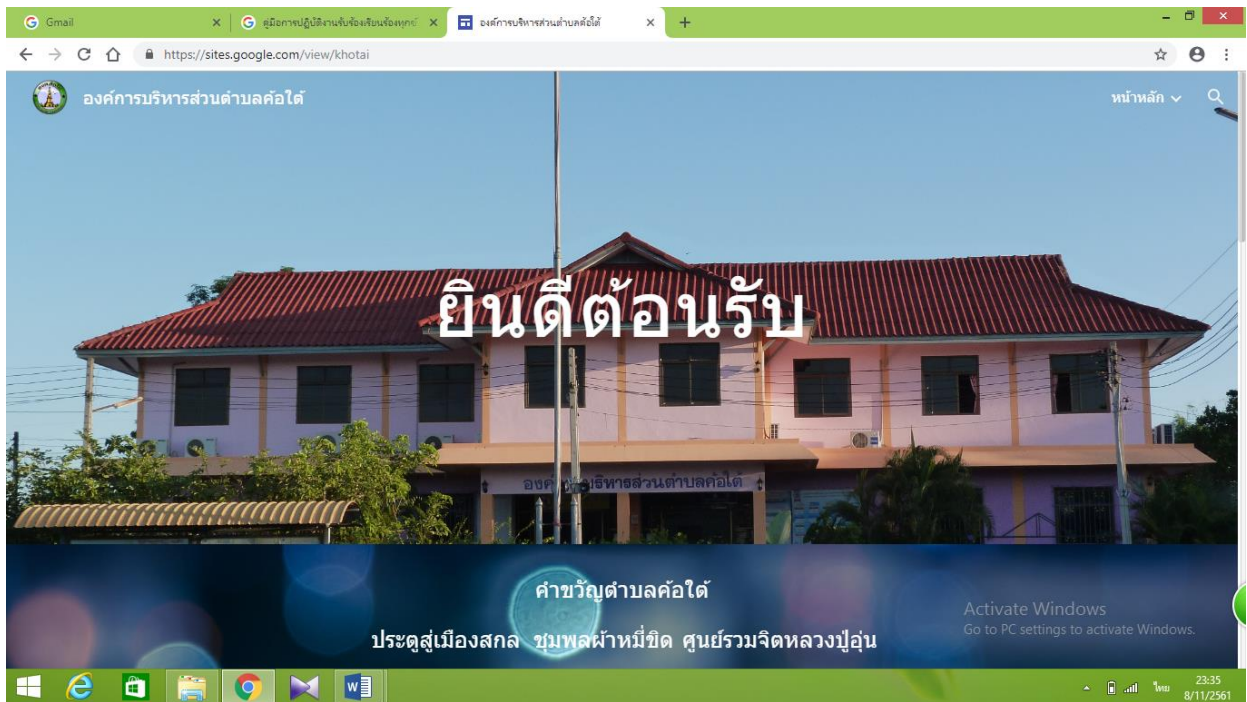 Gmail
คู่มือการปฏิบัติงานรับร้องเรียนร้องทุกข์
องค์การบริหารส่วนตำบลค้อใต้
https://sites.google.com/view/khotai
องค์การบริหารส่วนตำบลค้อใต้
หน้าหลัก
ยินดีต้อนรับ
องค์การบริหารส่วนตำบลค้อใต้
คำขวัญตำบลค้อใต้
ประตูสู่เมืองสกล ชุมพลผ้าหมี่ขิด ศูนย์รวมจิตหลวงปู่อุ่น
Activate Windows
Go to PC settings to activate Windows.
ไทย
23:35
8/11/2561